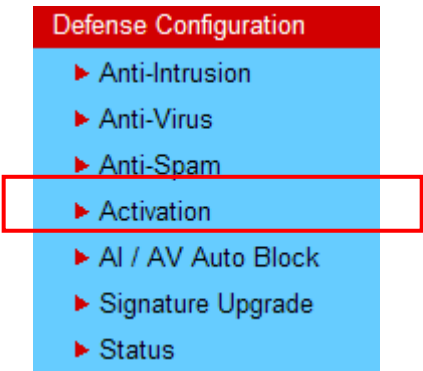 Defense Configuration
Anti-Intrusion
Anti-Virus
Anti-Spam
Activation
AI / AV Auto Block
Signature Upgrade
Status